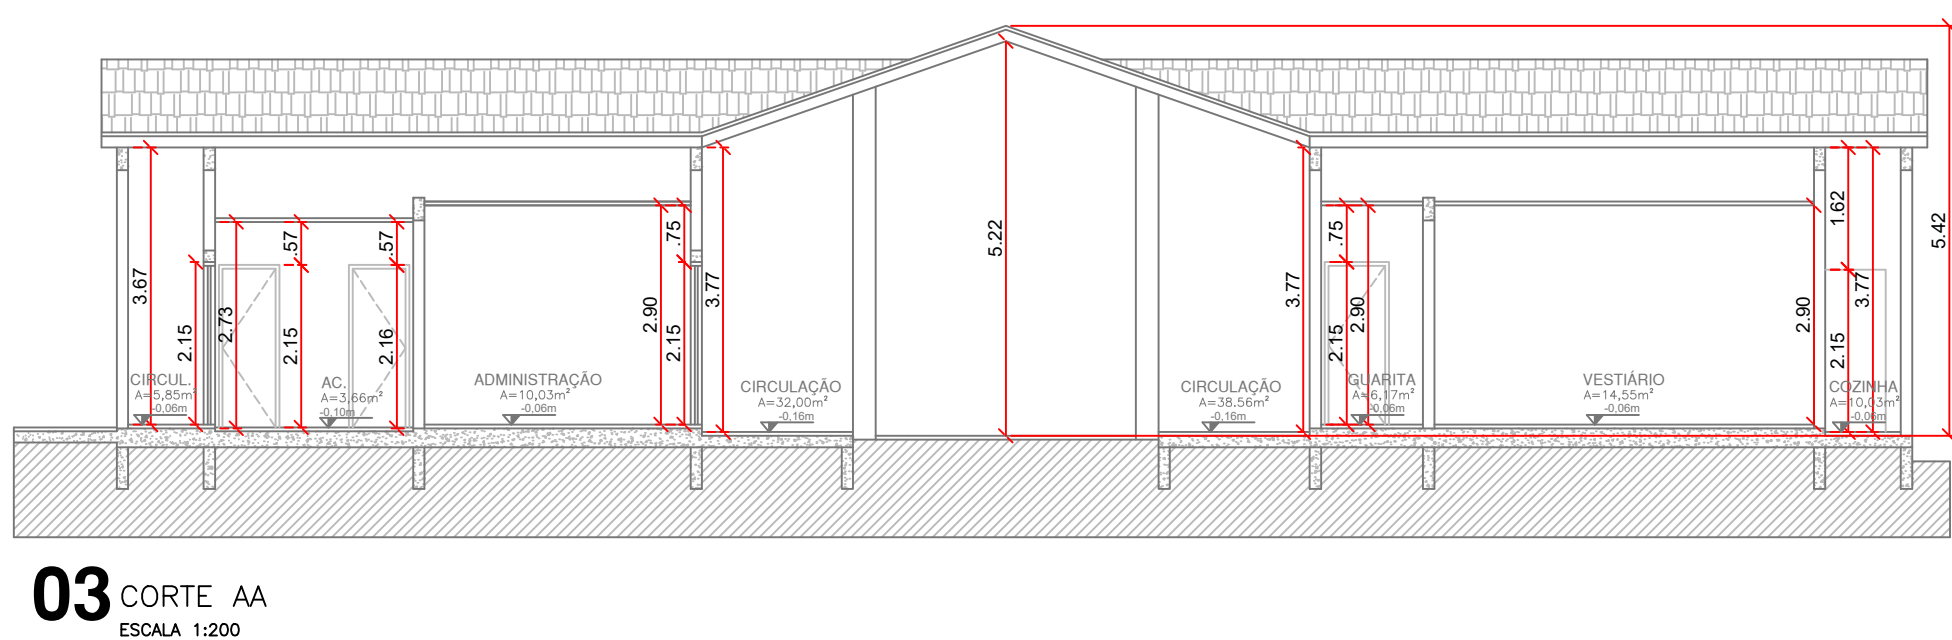 5.42
3.67
2.15
2.73
.57
2.15
.57
2.16
2.90
.75
2.15
3.77
5.22
3.77
.75
2.15
2.90
2.90
1.62
2.15
3.77
CIRCUL.
A=5,85m²
-0,06m
AC.
A=3,66m²
-0,10m
ADMINISTRAÇÃO
A=10,03m²
-0,06m
CIRCULAÇÃO
A=32,00m²
-0.16m
CIRCULAÇÃO
A=38.56m²
-0.16m
GUARITA
A=6,17m²
-0,06m
VESTIÁRIO
A=14,55m²
-0,06m
COZINHA
A=10,03m²
-0,06m
03 CORTE AA
ESCALA 1:200